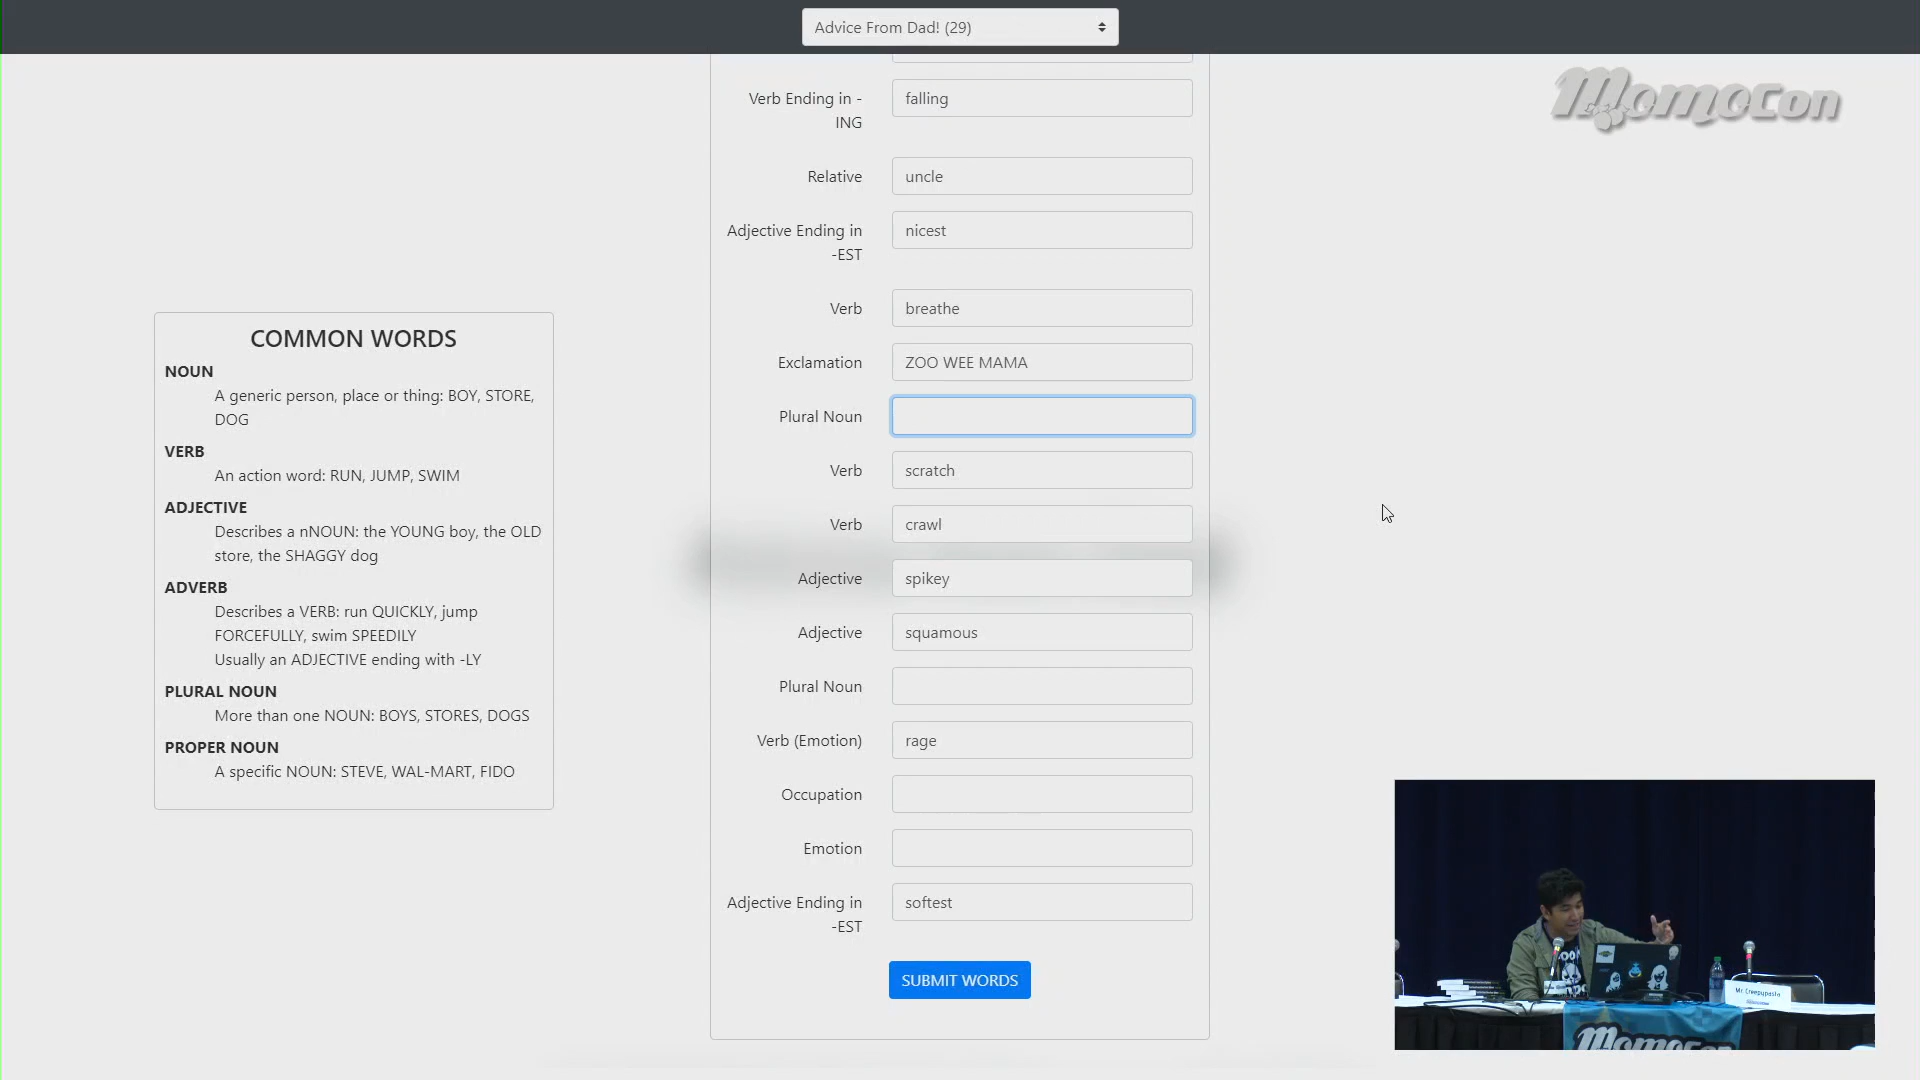 Advice From Dad! (29)
MomoCon
Verb Ending in -
ING
falling
Relative
uncle
Adjective Ending in
-EST
nicest
Verb
breathe
Exclamation
ZOO WEE MAMA
Plural Noun
Verb
scratch
Verb
crawl
Adjective
spikey
Adjective
squamous
Plural Noun
Verb (Emotion)
rage
Occupation
Emotion
Adjective Ending in
-EST
softest
SUBMIT WORDS
COMMON WORDS
NOUN
A generic person, place or thing: BOY, STORE,
DOG
VERB
An action word: RUN, JUMP, SWIM
ADJECTIVE
Describes a nNOUN: the YOUNG boy, the OLD
store, the SHAGGY dog
ADVERB
Describes a VERB: run QUICKLY, jump
FORCEFULLY, swim SPEEDILY
Usually an ADJECTIVE ending with -LY
PLURAL NOUN
More than one NOUN: BOYS, STORES, DOGS
PROPER NOUN
A specific NOUN: STEVE, WAL-MART, FIDO
Mr. Creepypasta
MomoCon